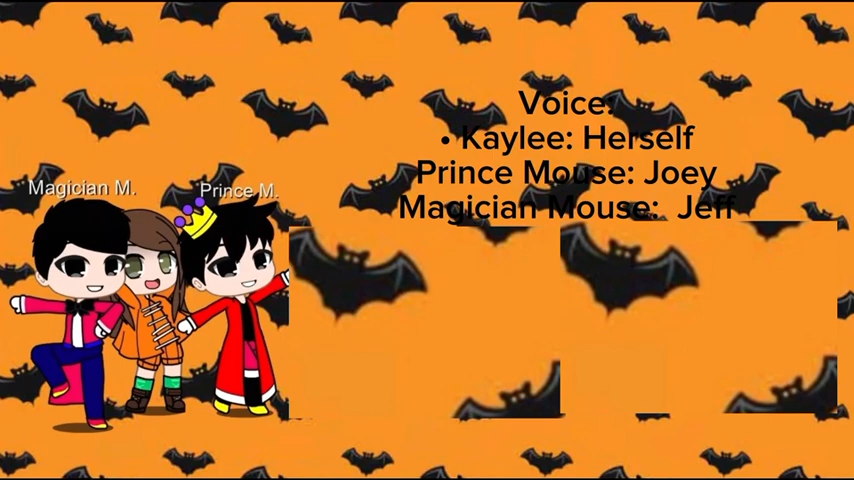 Voice:
• Kaylee: Herself
Prince Mouse: Joey
Magician Mouse: Jeff
Magician M.
Prince M.